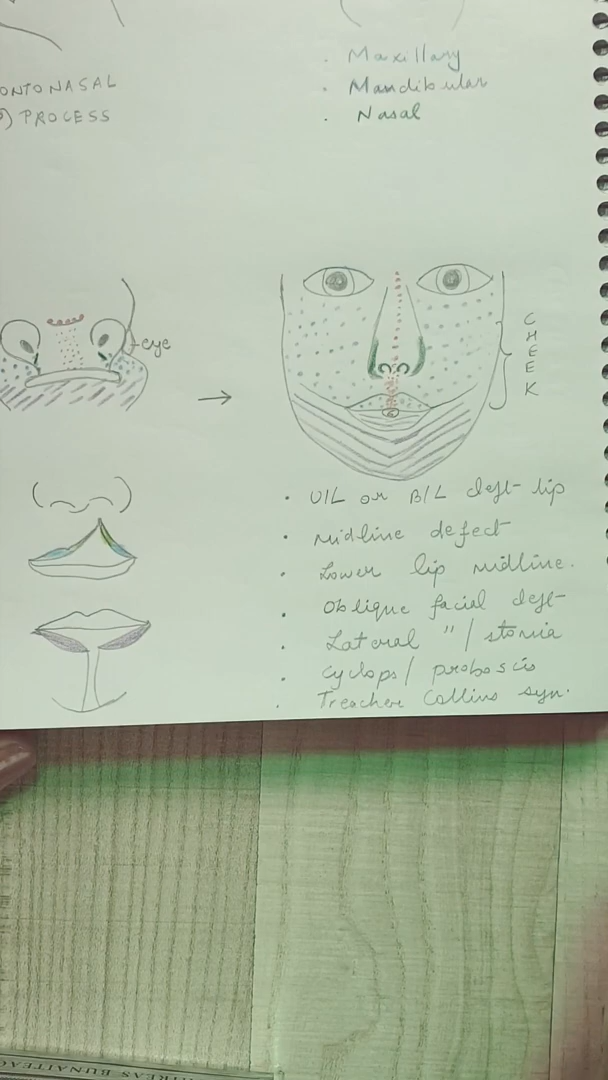 ONTONASAL
) PROCESS
. Maxillary
. Mandibular
. Nasal
eye
CHEEK
. U/L or B/L cleft lip
. Midline defect
. Lower lip midline.
. Oblique facial cleft
. Lateral " / stomia
. Cyclops / proboscis
. Treacher Collins syn.